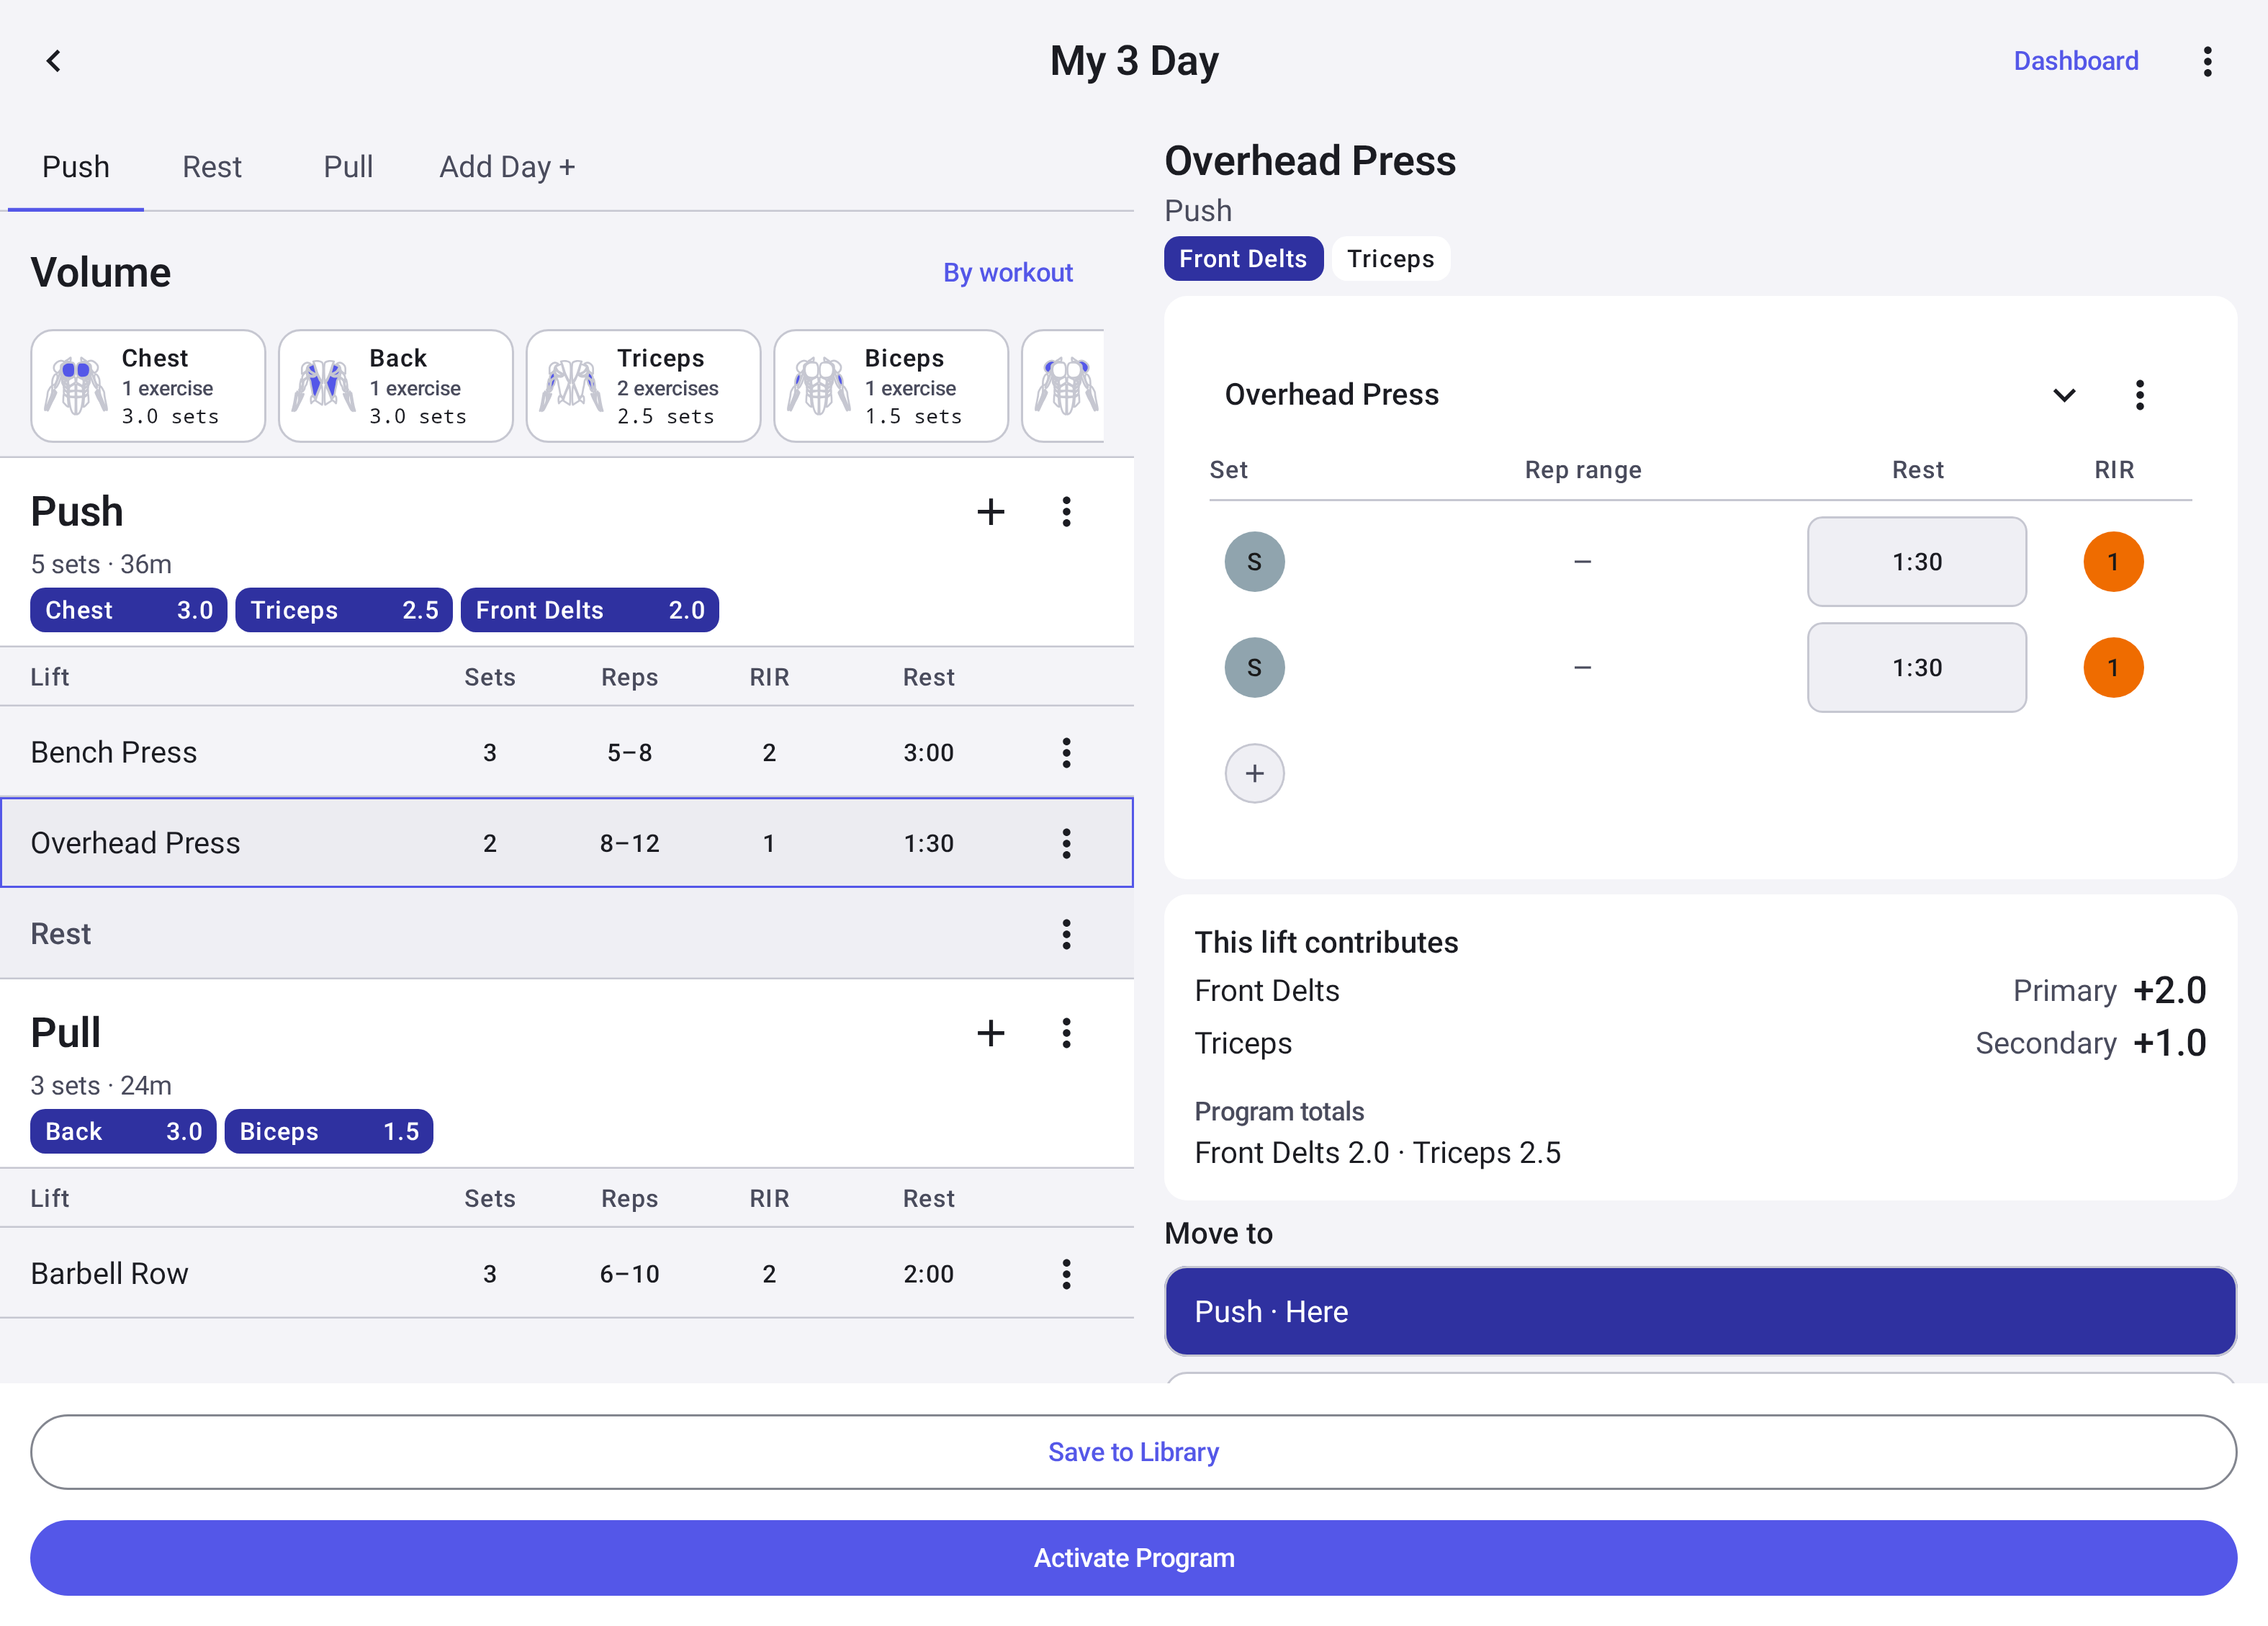 My 3 Day
Dashboard
Push Rest Pull Add Day +
Volume
By workout
Chest
1 exercise
3.0 sets
Back
1 exercise
3.0 sets
Triceps
2 exercises
2.5 sets
Biceps
1 exercise
1.5 sets
Push
5 sets · 36m
Chest 3.0 Triceps 2.5 Front Delts 2.0
Lift Sets Reps RIR Rest
Bench Press 3 5–8 2 3:00
Overhead Press 2 8–12 1 1:30
Rest
Pull
3 sets · 24m
Back 3.0 Biceps 1.5
Lift Sets Reps RIR Rest
Barbell Row 3 6–10 2 2:00
Overhead Press
Push
Front Delts Triceps
Overhead Press
Set Rep range Rest RIR
S – 1:30 1
S – 1:30 1
+
This lift contributes
Front Delts Primary +2.0
Triceps Secondary +1.0
Program totals
Front Delts 2.0 · Triceps 2.5
Move to
Push · Here
Save to Library
Activate Program